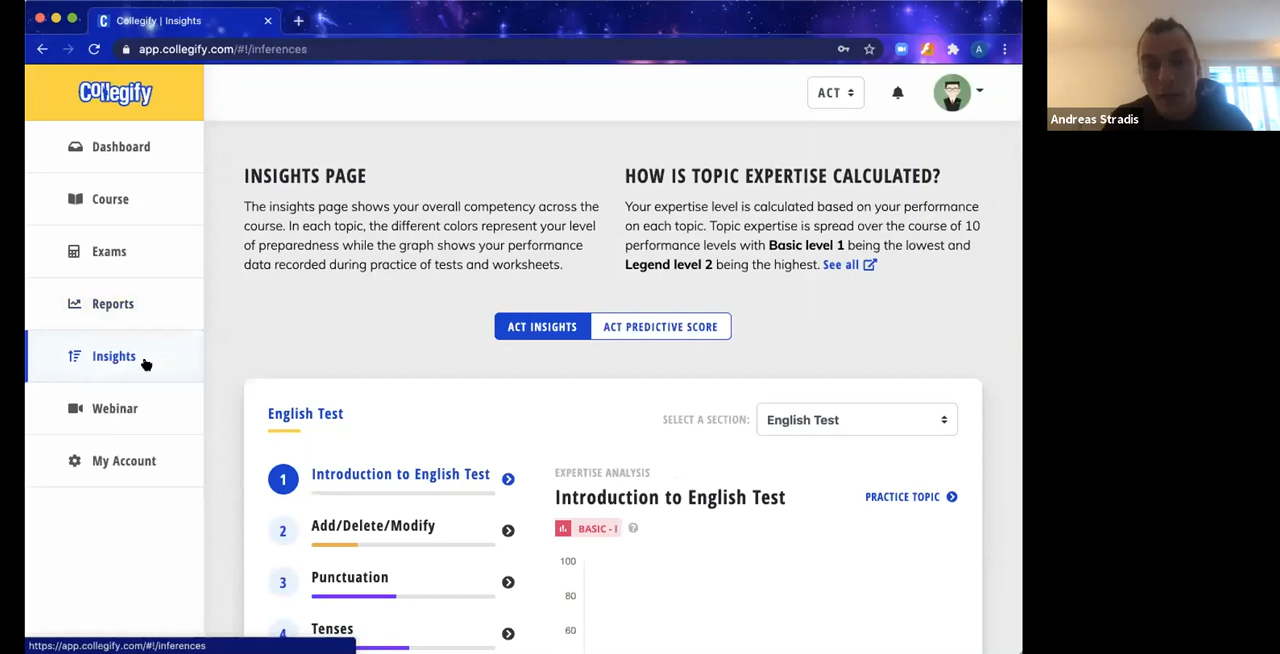 Collegify | Insights
app.collegify.com/#!/inferences
A
Andreas Stradis
Collegify
ACT
Dashboard
Course
Exams
Reports
Insights
Webinar
My Account
INSIGHTS PAGE
The insights page shows your overall competency across the
course. In each topic, the different colors represent your level
of preparedness while the graph shows your performance
data recorded during practice of tests and worksheets.
HOW IS TOPIC EXPERTISE CALCULATED?
Your expertise level is calculated based on your performance
on each topic. Topic expertise is spread over the course of 10
performance levels with Basic level 1 being the lowest and
Legend level 2 being the highest. See all
ACT INSIGHTS
ACT PREDICTIVE SCORE
English Test
SELECT A SECTION:
English Test
1 Introduction to English Test
2 Add/Delete/Modify
3 Punctuation
4 Tenses
EXPERTISE ANALYSIS
Introduction to English Test
PRACTICE TOPIC
BASIC - I
100
80
60
https://app.collegify.com/#!/inferences